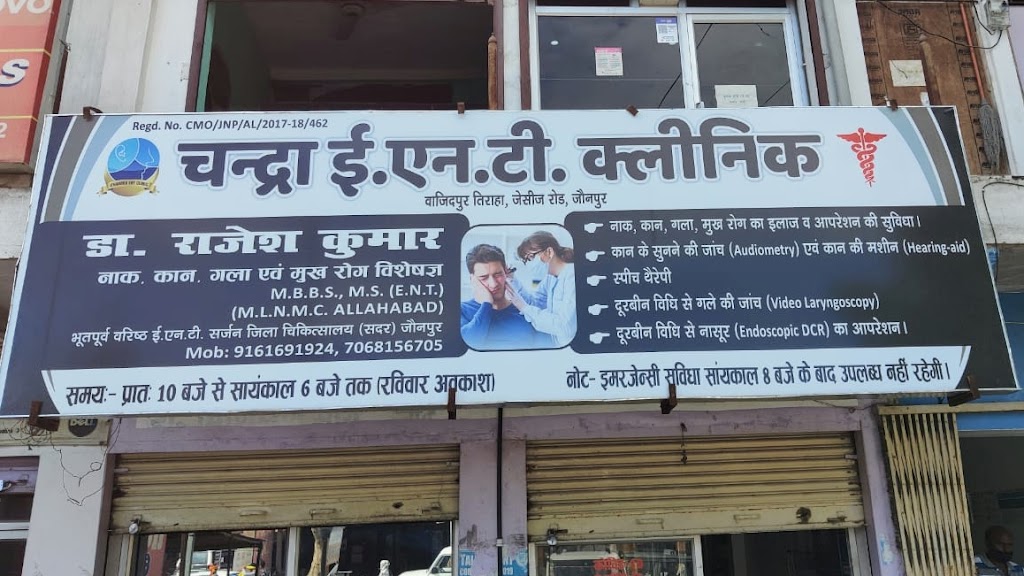 Regd. No. CMO/JNP/AL/2017-18/462
चन्द्रा ई.एन.टी. क्लीनिक
वाजिदपुर तिराहा, जेसीज रोड, जौनपुर
डा. राजेश कुमार
नाक, कान, गला एवं मुख रोग विशेषज्ञ
M.B.B.S., M.S. (E.N.T.)
(M.L.N.M.C. ALLAHABAD)
भूतपूर्व वरिष्ठ ई.एन.टी. सर्जन जिला चिकित्सालय (सदर) जौनपुर
Mob: 9161691924, 7068156705
नाक, कान, गला, मुख रोग का इलाज व आपरेशन की सुविधा।
कान के सुनने की जांच (Audiometry) एवं कान की मशीन (Hearing-aid)
स्पीच थैरेपी
दूरबीन विधि से गले की जांच (Video Laryngoscopy)
दूरबीन विधि से नासूर (Endoscopic DCR) का आपरेशन।
समय:- प्रात: 10 बजे से सायंकाल 6 बजे तक (रविवार अवकाश)
नोट- इमरजेन्सी सुविधा सांयकाल 8 बजे के बाद उपलब्ध नहीं रहेगी।
DELL